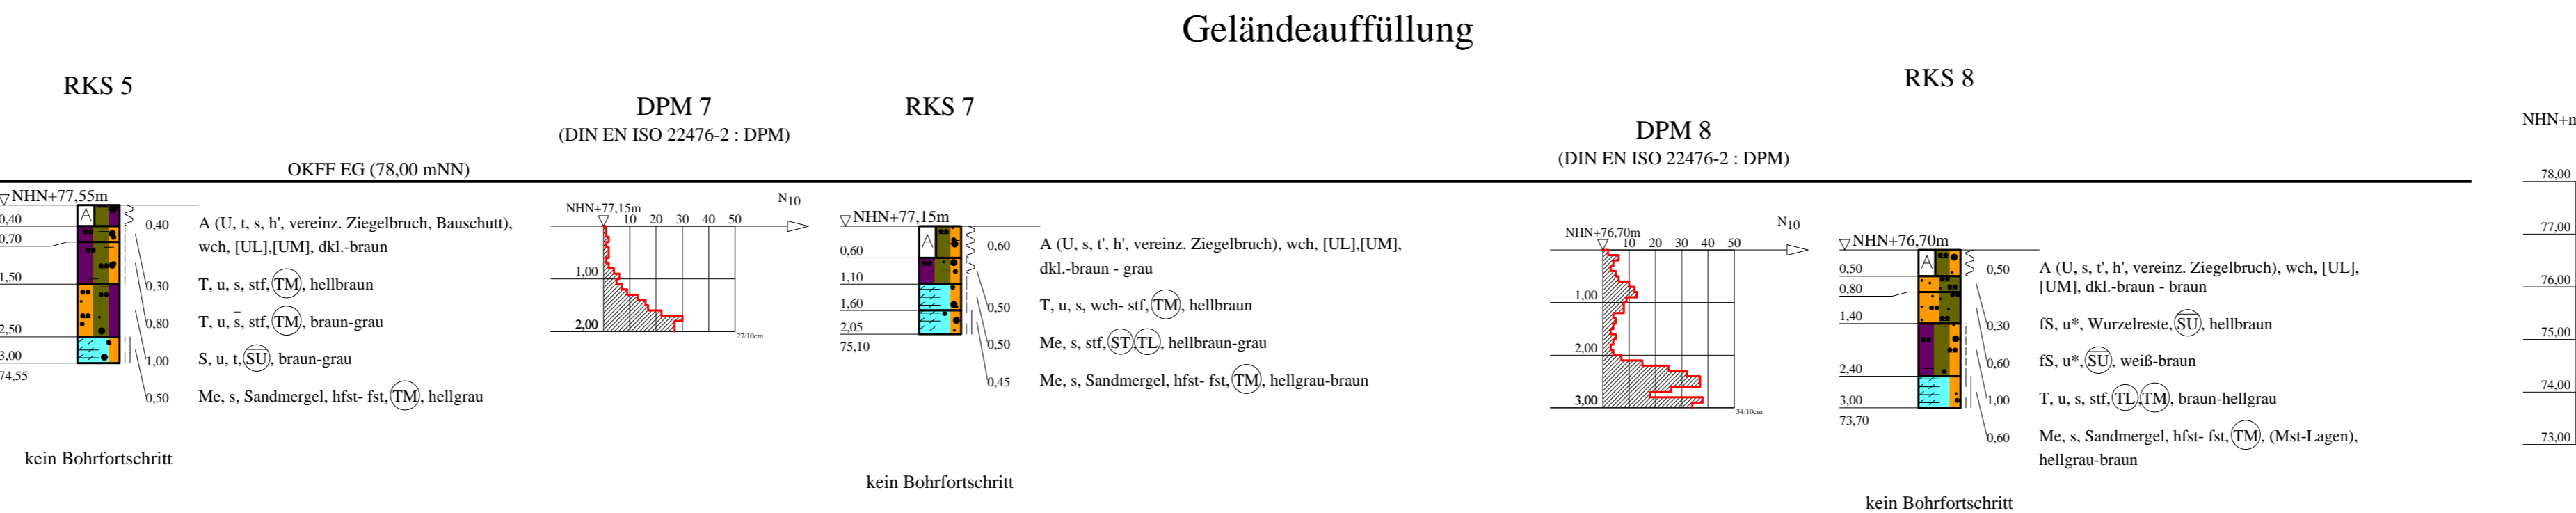 Geländeauffüllung
RKS 5
OKFF EG (78,00 mNN)
NHN+77,55m
0,40
0,70
1,50
2,50
3,00
74,55
A
0,40
0,30
0,80
1,00
0,50
A (U, t, s, h', vereinz. Ziegelbruch, Bauschutt),
wch, [UL],[UM], dkl.-braun
T, u, s, stf, TM, hellbraun
T, u, s̄, stf, TM, braun-grau
S, u, t, S̅U̅, braun-grau
Me, s, Sandmergel, hfst- fst, TM, hellgrau
kein Bohrfortschritt
DPM 7
(DIN EN ISO 22476-2 : DPM)
N10
NHN+77,15m
10 20 30 40 50
1,00
2,00
27/10cm
RKS 7
NHN+77,15m
0,60
1,10
1,60
2,05
75,10
A
0,60
0,50
0,50
0,45
A (U, s, t', h', vereinz. Ziegelbruch), wch, [UL],[UM],
dkl.-braun - grau
T, u, s, wch- stf, TM, hellbraun
Me, s̄, stf, S̅T̅, TL, hellbraun-grau
Me, s, Sandmergel, hfst- fst, TM, hellgrau-braun
kein Bohrfortschritt
DPM 8
(DIN EN ISO 22476-2 : DPM)
N10
NHN+76,70m
10 20 30 40 50
1,00
2,00
3,00
34/10cm
RKS 8
NHN+76,70m
0,50
0,80
1,40
2,40
3,00
73,70
A
0,50
0,30
0,60
1,00
0,60
A (U, s, t', h', vereinz. Ziegelbruch), wch, [UL],
[UM], dkl.-braun - braun
fS, u*, Wurzelreste, S̅U̅, hellbraun
fS, u*, S̅U̅, weiß-braun
T, u, s, stf, TL, TM, braun-hellgrau
Me, s, Sandmergel, hfst- fst, TM, (Mst-Lagen),
hellgrau-braun
kein Bohrfortschritt
NHN+m
78,00
77,00
76,00
75,00
74,00
73,00